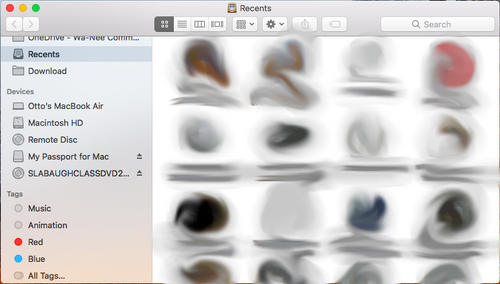 Recents
Search
OneDrive - Wa-Nee Comm...
Recents
Download
Devices
Otto's MacBook Air
Macintosh HD
Remote Disc
My Passport for Mac
SLABAUGHCLASSDVD2...
Tags
Music
Animation
Red
Blue
All Tags...